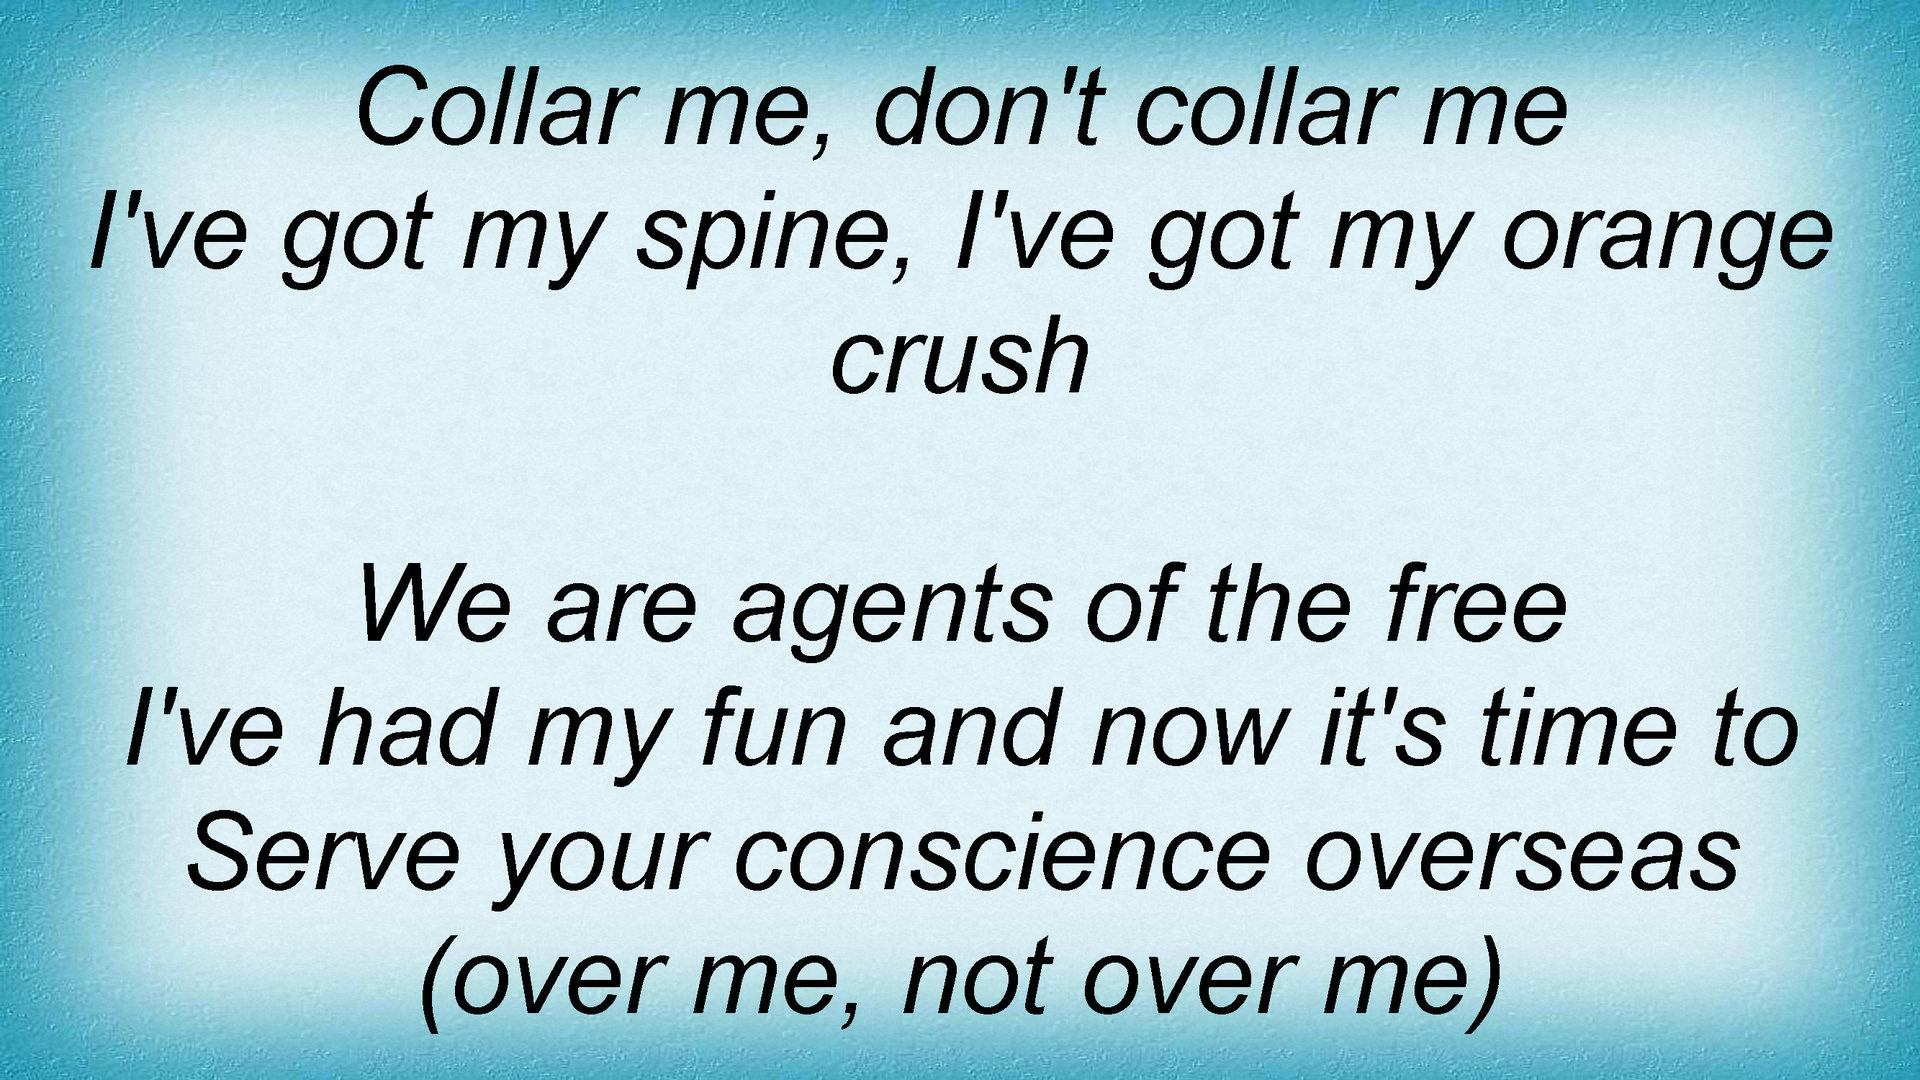 Collar me, don't collar me
I've got my spine, I've got my orange
crush
We are agents of the free
I've had my fun and now it's time to
Serve your conscience overseas
(over me, not over me)